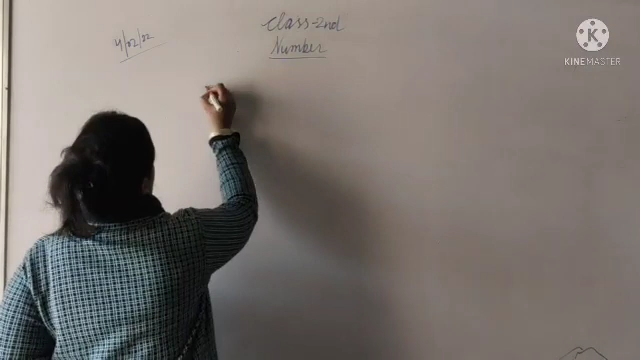 4/02/22
Class-2nd
Number
K
KINEMASTER